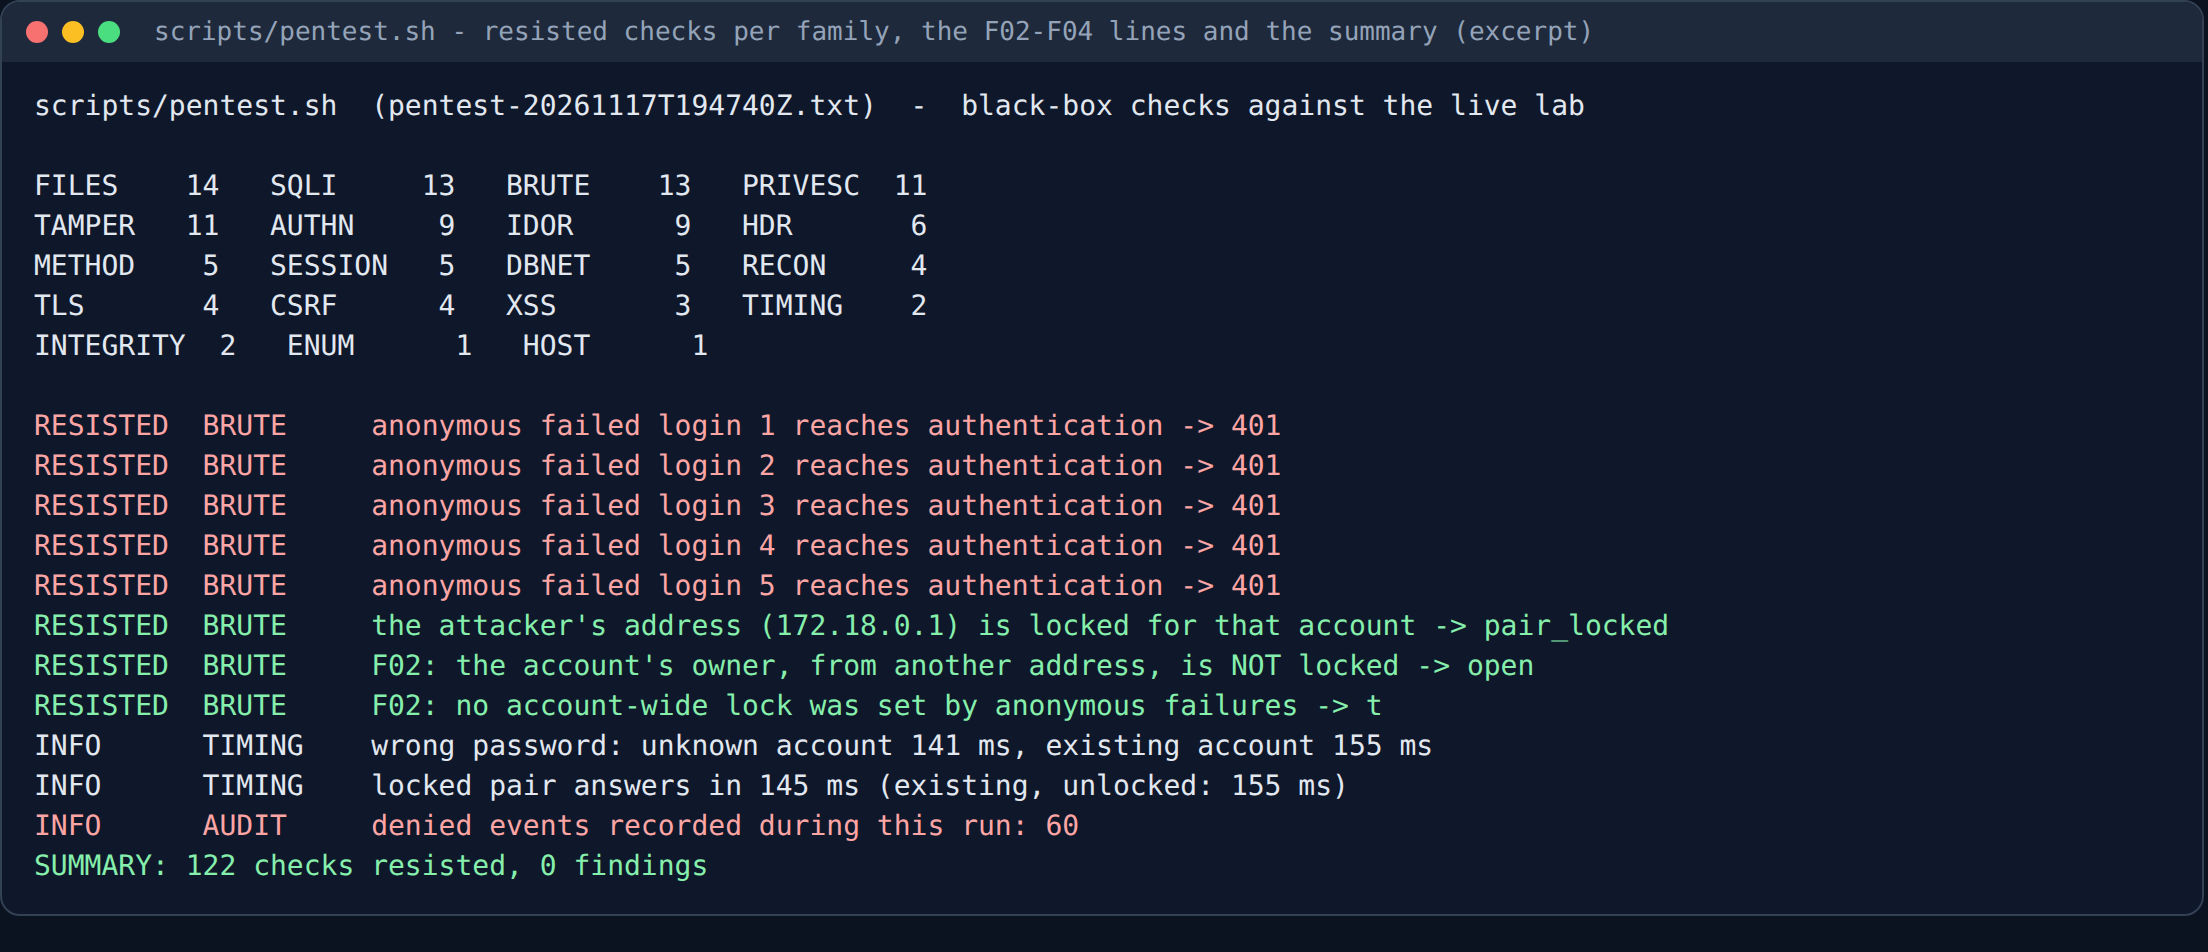 scripts/pentest.sh - resisted checks per family, the F02-F04 lines and the summary (excerpt)
scripts/pentest.sh  (pentest-20261117T194740Z.txt)  -  black-box checks against the live lab
FILES    14   SQLI     13   BRUTE    13   PRIVESC  11
TAMPER   11   AUTHN     9   IDOR      9   HDR       6
METHOD    5   SESSION   5   DBNET     5   RECON     4
TLS       4   CSRF      4   XSS       3   TIMING    2
INTEGRITY  2   ENUM      1   HOST      1
RESISTED  BRUTE     anonymous failed login 1 reaches authentication -> 401
RESISTED  BRUTE     anonymous failed login 2 reaches authentication -> 401
RESISTED  BRUTE     anonymous failed login 3 reaches authentication -> 401
RESISTED  BRUTE     anonymous failed login 4 reaches authentication -> 401
RESISTED  BRUTE     anonymous failed login 5 reaches authentication -> 401
RESISTED  BRUTE     the attacker's address (172.18.0.1) is locked for that account -> pair_locked
RESISTED  BRUTE     F02: the account's owner, from another address, is NOT locked -> open
RESISTED  BRUTE     F02: no account-wide lock was set by anonymous failures -> t
INFO      TIMING    wrong password: unknown account 141 ms, existing account 155 ms
INFO      TIMING    locked pair answers in 145 ms (existing, unlocked: 155 ms)
INFO      AUDIT     denied events recorded during this run: 60
SUMMARY: 122 checks resisted, 0 findings